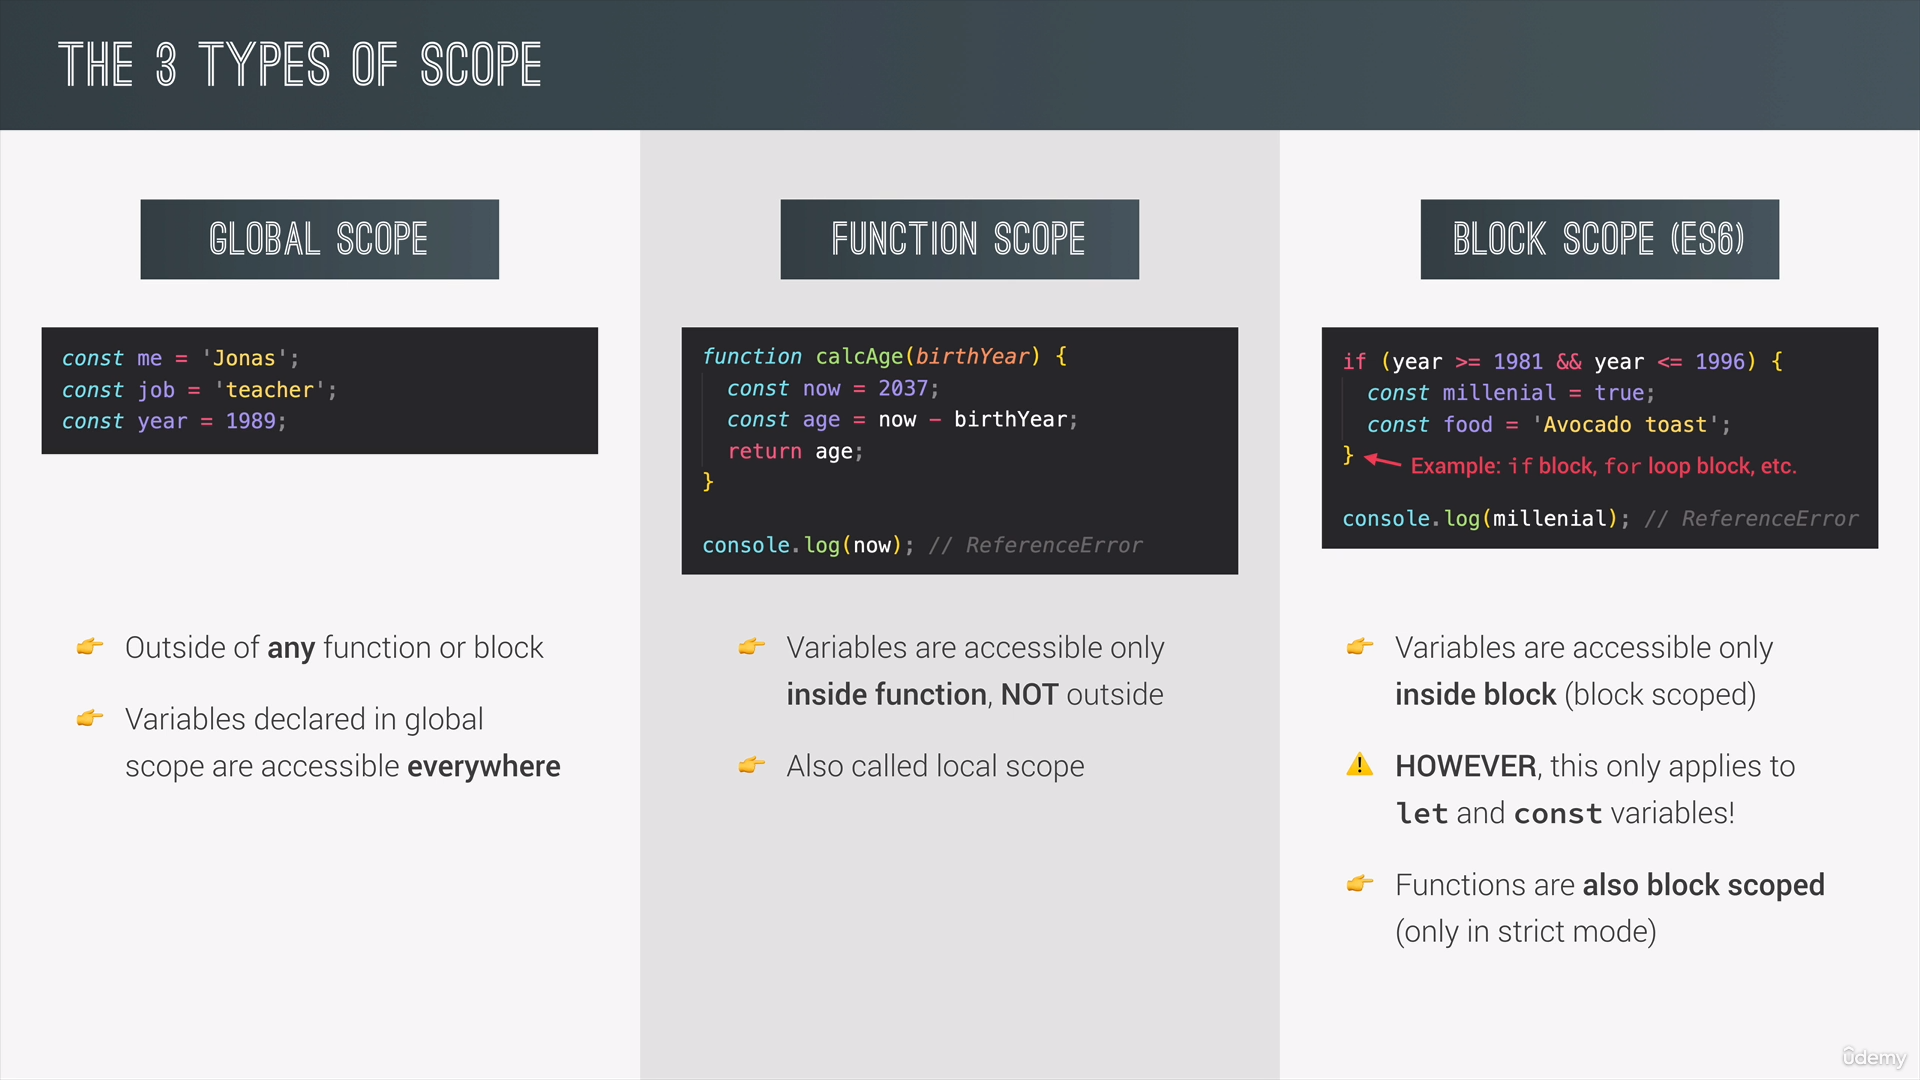 THE 3 TYPES OF SCOPE
GLOBAL SCOPE
const me = 'Jonas';
const job = 'teacher';
const year = 1989;
Outside of any function or block
Variables declared in global
scope are accessible everywhere
FUNCTION SCOPE
function calcAge(birthYear) {
const now = 2037;
const age = now - birthYear;
return age;
}
console.log(now); // ReferenceError
Variables are accessible only
inside function, NOT outside
Also called local scope
BLOCK SCOPE (ES6)
if (year >= 1981 && year <= 1996) {
const millenial = true;
const food = 'Avocado toast';
}
Example: if block, for loop block, etc.
console.log(millenial); // ReferenceError
Variables are accessible only
inside block (block scoped)
HOWEVER, this only applies to
let and const variables!
Functions are also block scoped
(only in strict mode)
ûdemy